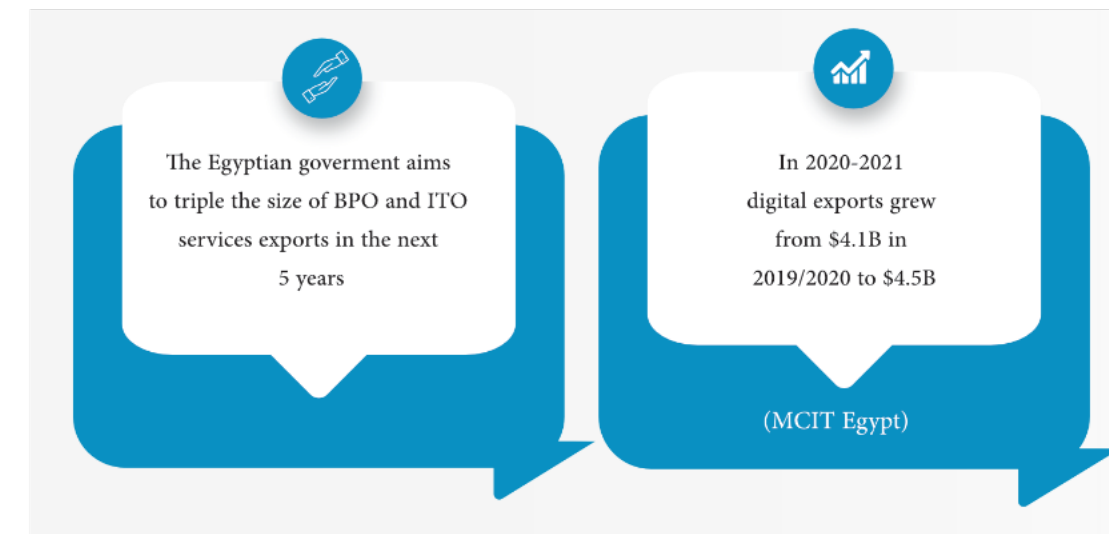 The Egyptian goverment aims
to triple the size of BPO and ITO
services exports in the next
5 years
In 2020-2021
digital exports grew
from $4.1B in
2019/2020 to $4.5B
(MCIT Egypt)